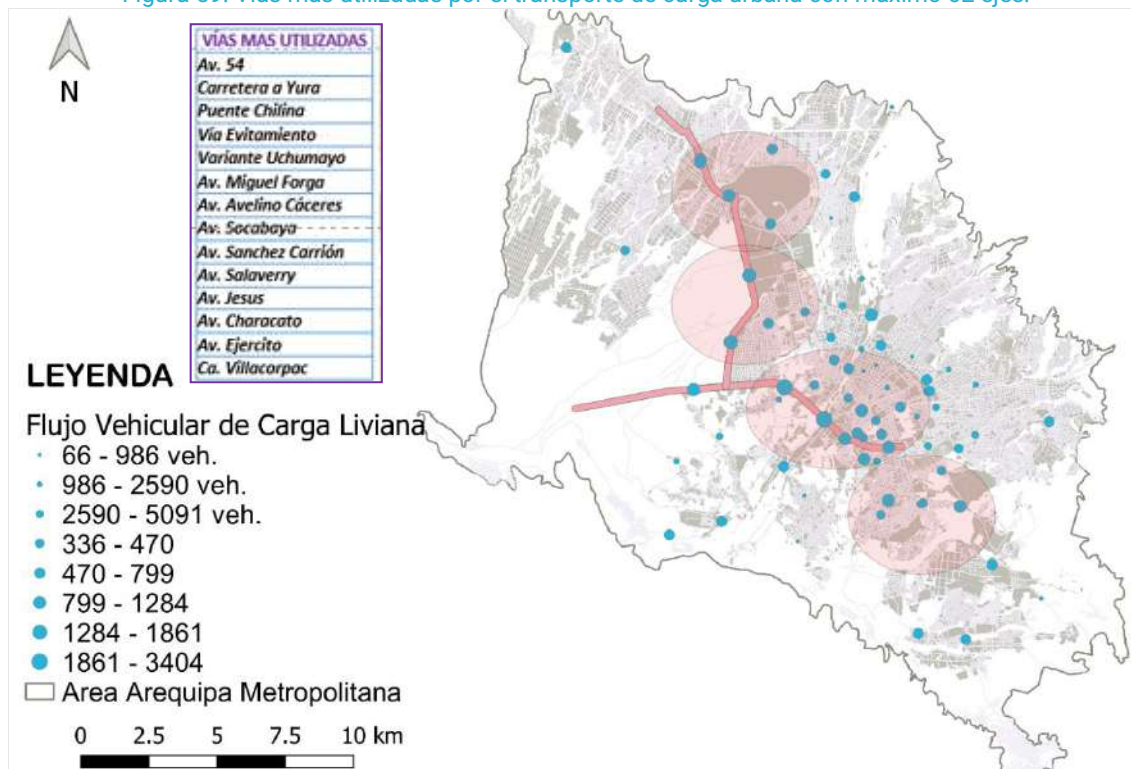 Figura 89. Vías más utilizadas por el transporte de carga urbana con máximo 02 ejes.
N
VÍAS MAS UTILIZADAS
Av. 54
Carretera a Yura
Puente Chilina
Vía Evitamiento
Variante Uchumayo
Av. Miguel Forga
Av. Avelino Cáceres
Av. Socabaya
Av. Sanchez Carrión
Av. Salaverry
Av. Jesus
Av. Characato
Av. Ejercito
Ca. Villacorpac
LEYENDA
Flujo Vehicular de Carga Liviana
66 - 986 veh.
986 - 2590 veh.
2590 - 5091 veh.
336 - 470
470 - 799
799 - 1284
1284 - 1861
1861 - 3404
Area Arequipa Metropolitana
0 2.5 5 7.5 10 km